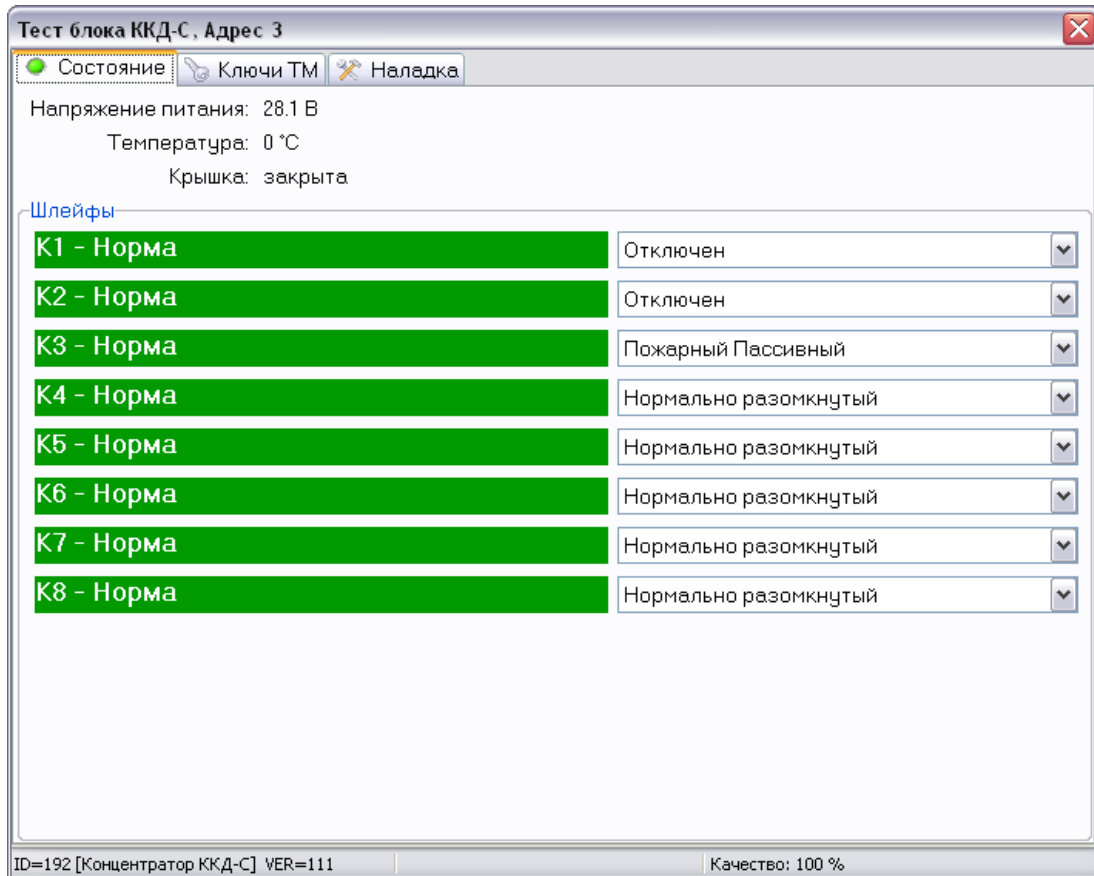 Тест блока ККД-С, Адрес 3
Состояние Ключи ТМ Наладка
Напряжение питания: 28.1 В
Температура: 0 °C
Крышка: закрыта
Шлейфы
К1 - Норма Отключен
К2 - Норма Отключен
К3 - Норма Пожарный Пассивный
К4 - Норма Нормально разомкнутый
К5 - Норма Нормально разомкнутый
К6 - Норма Нормально разомкнутый
К7 - Норма Нормально разомкнутый
К8 - Норма Нормально разомкнутый
ID=192 [Концентратор ККД-С] VER=111 Качество: 100 %